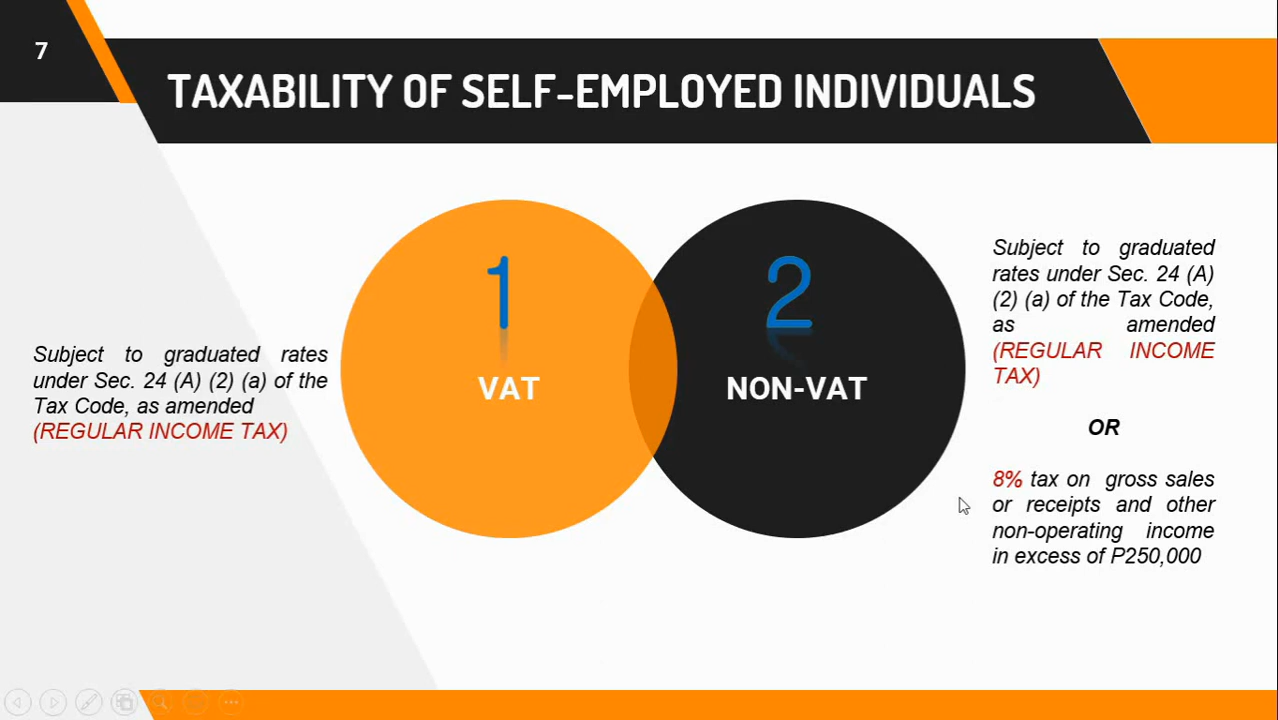 7
TAXABILITY OF SELF-EMPLOYED INDIVIDUALS
Subject to graduated rates
under Sec. 24 (A) (2) (a) of the
Tax Code, as amended
(REGULAR INCOME TAX)
1
VAT
2
NON-VAT
Subject to graduated
rates under Sec. 24 (A)
(2) (a) of the Tax Code,
as amended
(REGULAR INCOME
TAX)
OR
8% tax on gross sales
or receipts and other
non-operating income
in excess of P250,000